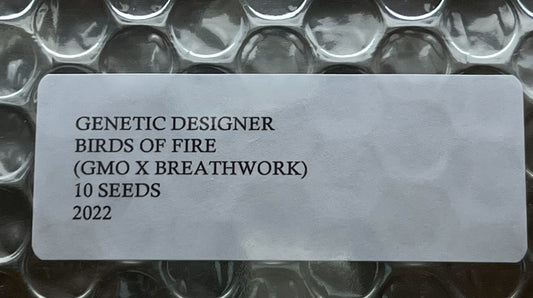 GENETIC DESIGNER
BIRDS OF FIRE
(GMO X BREATHWORK)
10 SEEDS
2022